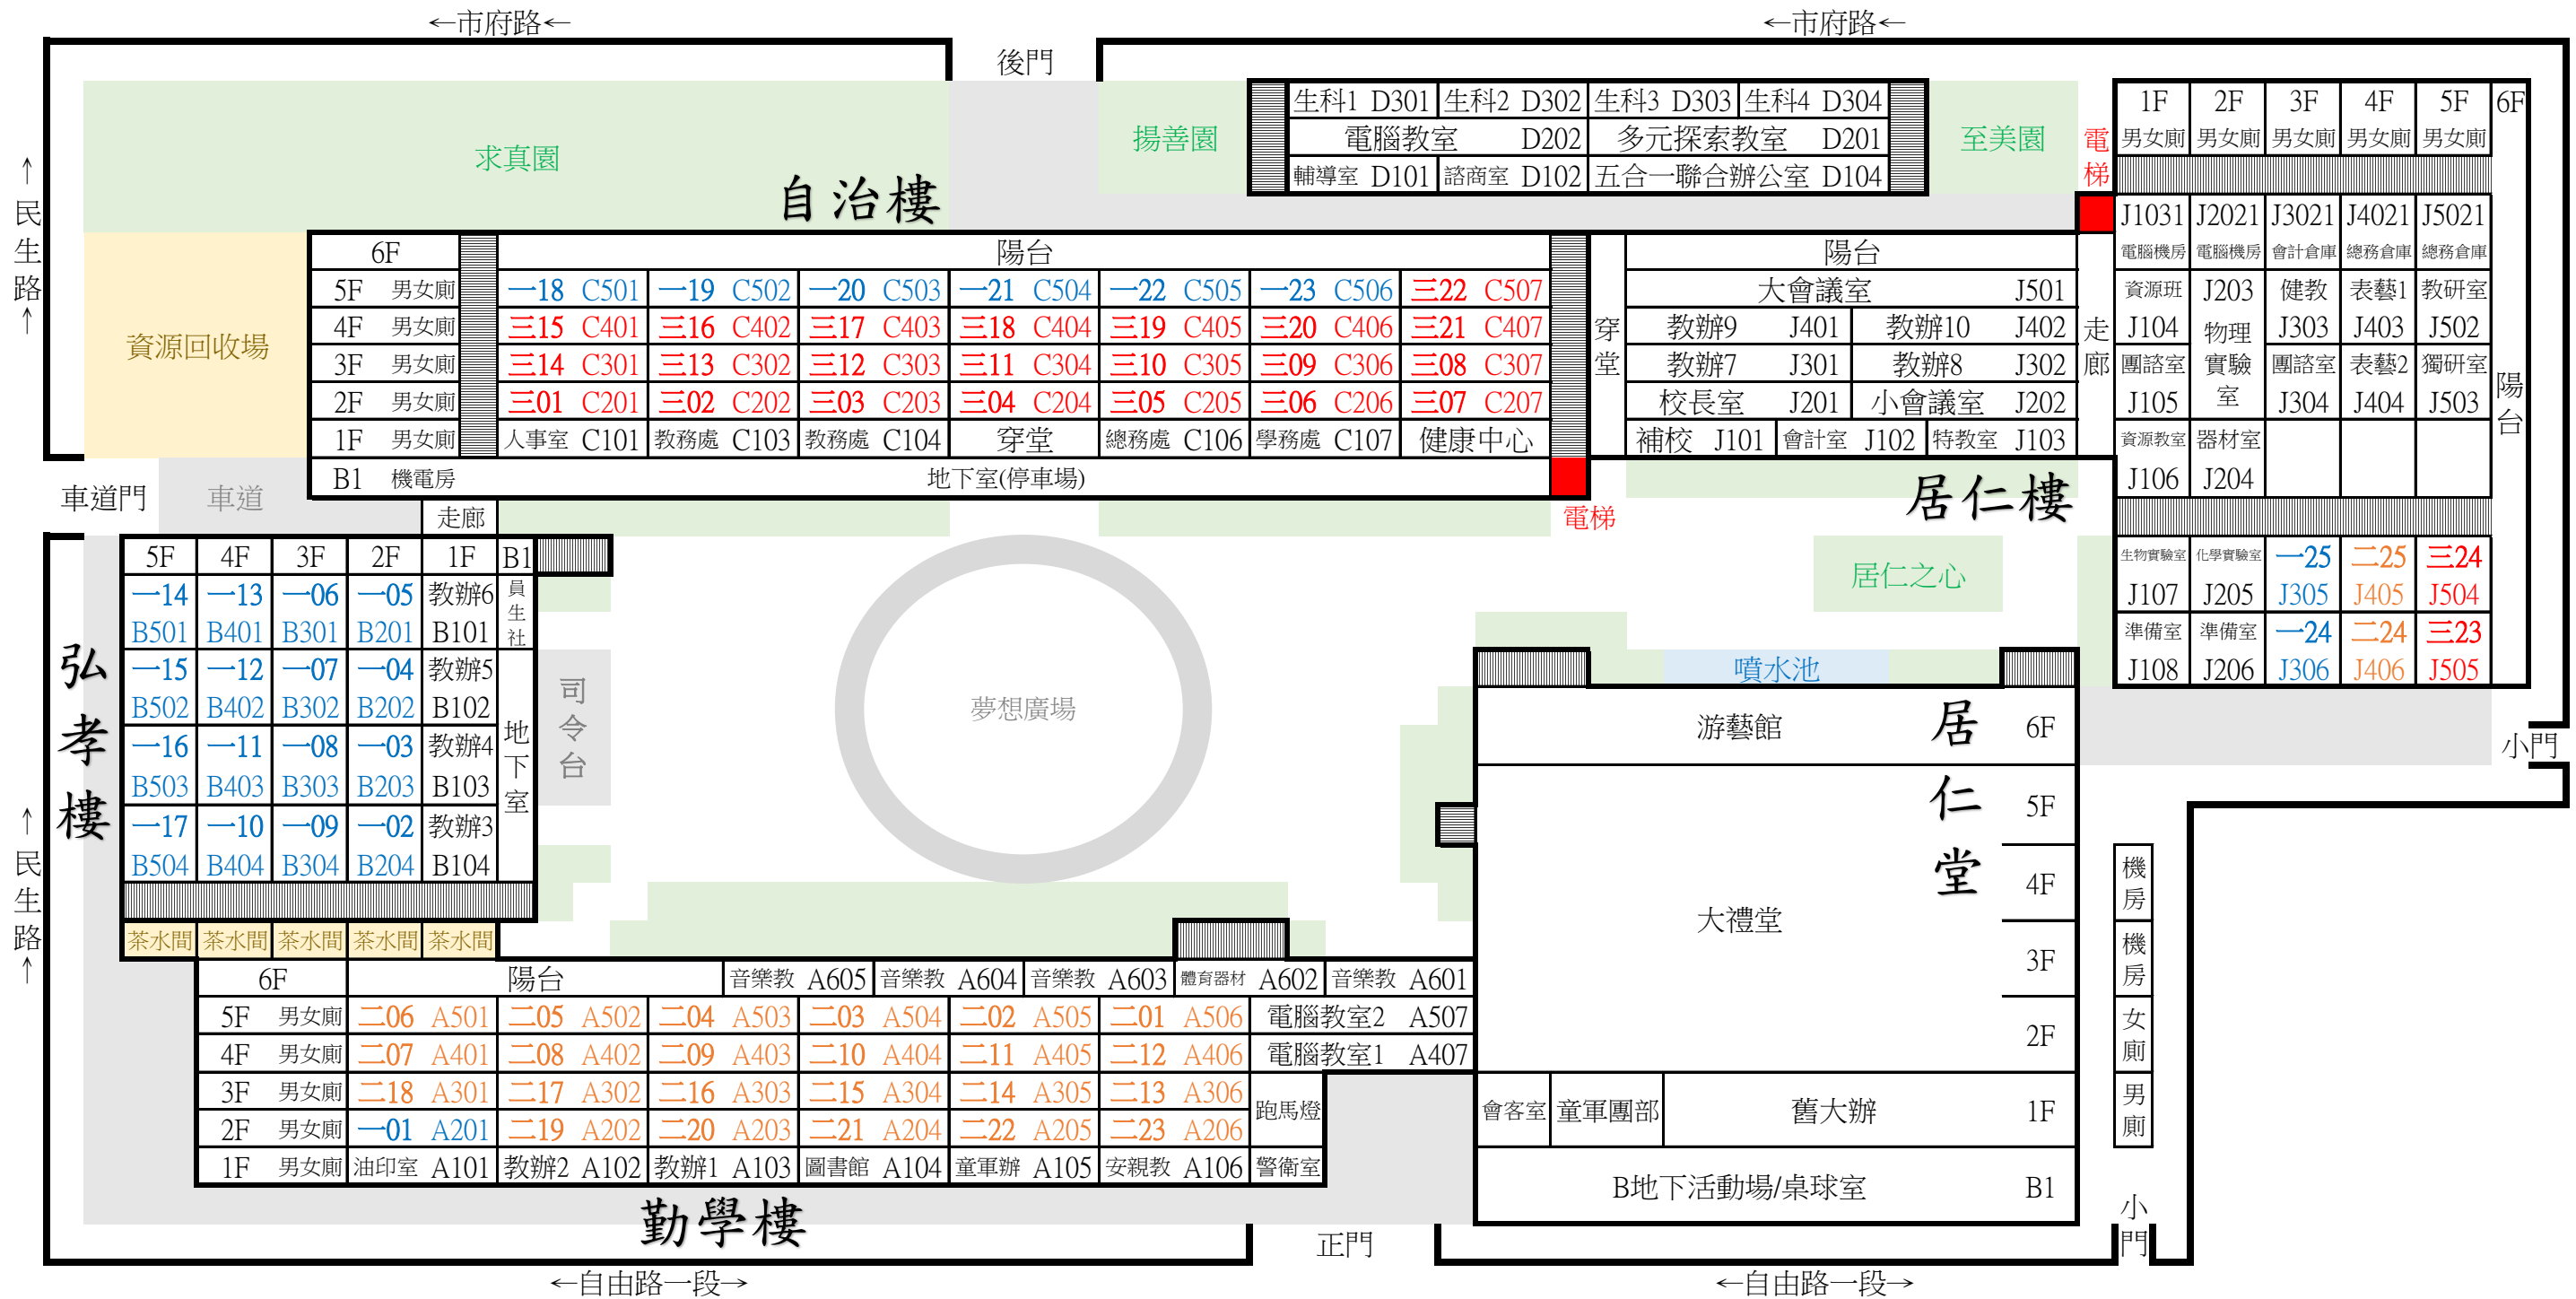 ←市府路←
←市府路←
後門
求真園
自治樓
揚善園
生科1 D301 生科2 D302 生科3 D303 生科4 D304
電腦教室 D202 多元探索教室 D201
輔導室 D101 諮商室 D102 五合一聯合辦公室 D104
至美園
電梯
1F 2F 3F 4F 5F 6F
男女廁 男女廁 男女廁 男女廁 男女廁
J1031 J2021 J3021 J4021 J5021
電腦機房 電腦機房 會計倉庫 總務倉庫 總務倉庫
資源班 J203 健教 表藝1 教研室
J104 物理 J303 J403 J502
團諮室 實驗 團諮室 表藝2 獨研室
J105 室 J304 J404 J503
資源教室 器材室
J106 J204
陽台
生物實驗室 化學實驗室 一25 二25 三24
J107 J205 J305 J405 J504
準備室 準備室 一24 二24 三23
J108 J206 J306 J406 J505
↑民生路↑
資源回收場
6F 陽台
5F 男女廁 一18 C501 一19 C502 一20 C503 一21 C504 一22 C505 一23 C506 三22 C507
4F 男女廁 三15 C401 三16 C402 三17 C403 三18 C404 三19 C405 三20 C406 三21 C407
3F 男女廁 三14 C301 三13 C302 三12 C303 三11 C304 三10 C305 三09 C306 三08 C307
2F 男女廁 三01 C201 三02 C202 三03 C203 三04 C204 三05 C205 三06 C206 三07 C207
1F 男女廁 人事室 C101 教務處 C103 教務處 C104 穿堂 總務處 C106 學務處 C107 健康中心
B1 機電房 地下室(停車場)
電梯
穿堂
陽台
大會議室 J501
教辦9 J401 教辦10 J402
教辦7 J301 教辦8 J302
校長室 J201 小會議室 J202
補校 J101 會計室 J102 特教室 J103
走廊
居仁樓
車道門 車道
走廊
5F 4F 3F 2F 1F B1
一14 一13 一06 一05 教辦6
B501 B401 B301 B201 B101
一15 一12 一07 一04 教辦5
B502 B402 B302 B202 B102
一16 一11 一08 一03 教辦4
B503 B403 B303 B203 B103
一17 一10 一09 一02 教辦3
B504 B404 B304 B204 B104
員生社
地下室
茶水間 茶水間 茶水間 茶水間 茶水間
弘孝樓
↑民生路↑
司令台
夢想廣場
居仁之心
噴水池
居仁堂
游藝館 6F
5F
4F
大禮堂
3F
2F
會客室 童軍團部 舊大辦 1F
B地下活動場/桌球室 B1
小門
機房
機房
女廁
男廁
小門
6F 陽台 音樂教 A605 音樂教 A604 音樂教 A603 體育器材 A602 音樂教 A601
5F 男女廁 二06 A501 二05 A502 二04 A503 二03 A504 二02 A505 二01 A506 電腦教室2 A507
4F 男女廁 二07 A401 二08 A402 二09 A403 二10 A404 二11 A405 二12 A406 電腦教室1 A407
3F 男女廁 二18 A301 二17 A302 二16 A303 二15 A304 二14 A305 二13 A306
跑馬燈
2F 男女廁 一01 A201 二19 A202 二20 A203 二21 A204 二22 A205 二23 A206
1F 男女廁 油印室 A101 教辦2 A102 教辦1 A103 圖書館 A104 童軍辦 A105 安親教 A106 警衛室
勤學樓
正門
←自由路一段→
←自由路一段→